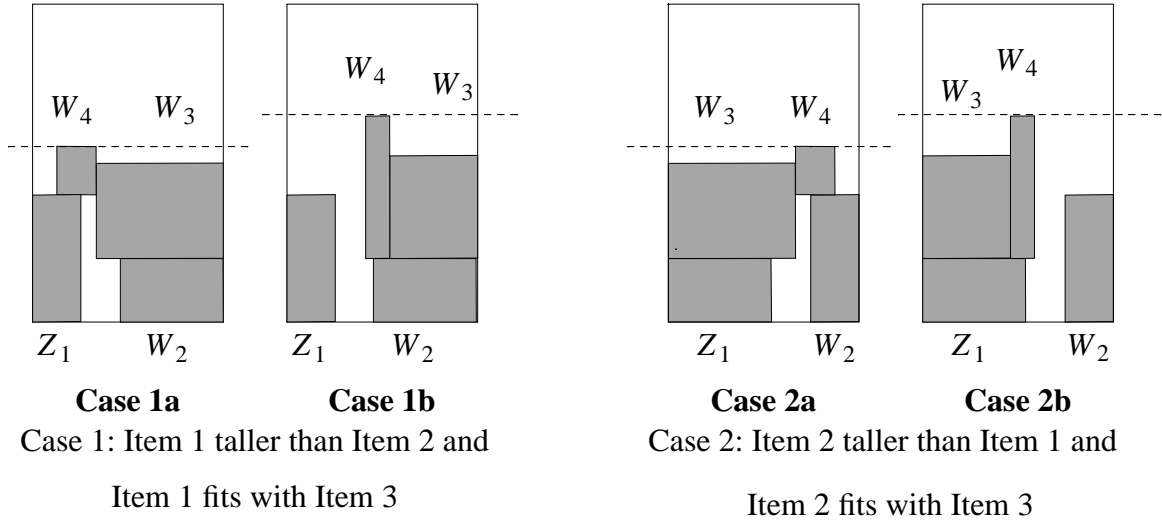 W4 W3
W4
W3
W3 W4
W4
W3
Z1 W2 Z1 W2 Z1 W2 Z1 W2
Case 1a Case 1b Case 2a Case 2b
Case 1: Item 1 taller than Item 2 and
Item 1 fits with Item 3
Case 2: Item 2 taller than Item 1 and
Item 2 fits with Item 3